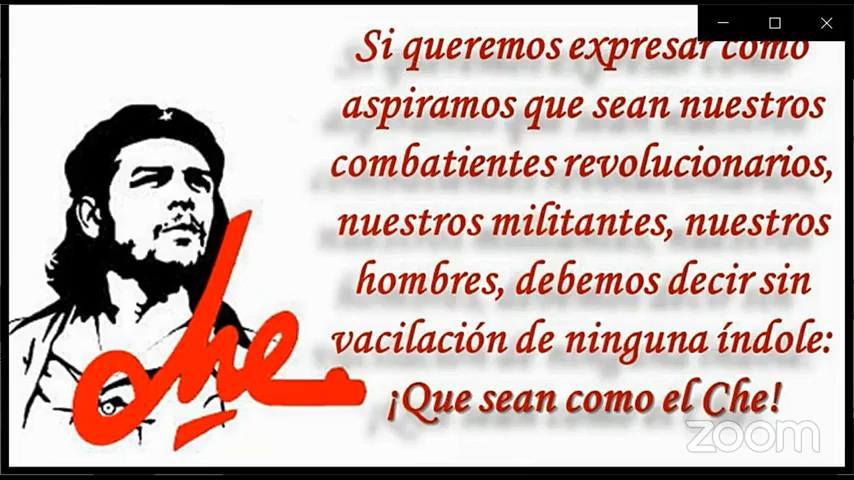 Si queremos expresar como
aspiramos que sean nuestros
combatientes revolucionarios,
nuestros militantes, nuestros
hombres, debemos decir sin
vacilación de ninguna índole:
¡Que sean como el Che!
che
zoom